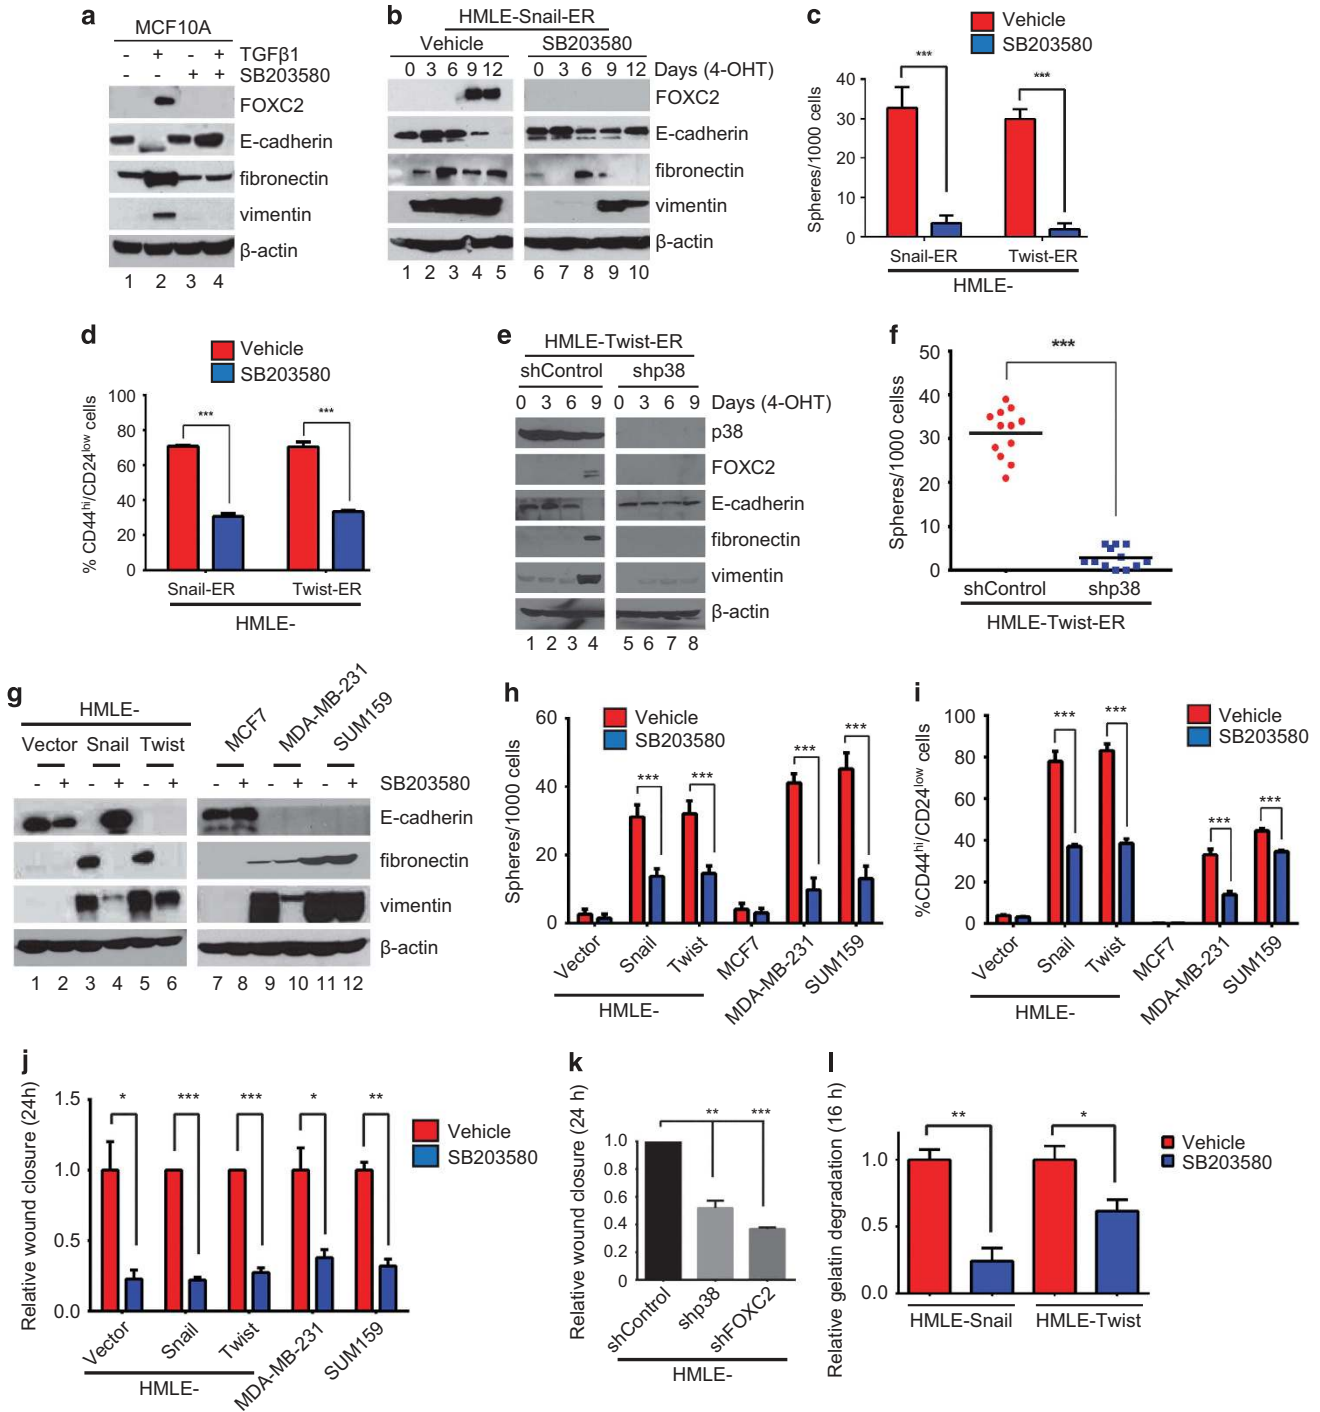 a
MCF10A
- + - + TGFβ1
- - + + SB203580
FOXC2
E-cadherin
fibronectin
vimentin
β-actin
1 2 3 4
b
HMLE-Snail-ER
Vehicle SB203580
0 3 6 9 12 0 3 6 9 12 Days (4-OHT)
FOXC2
E-cadherin
fibronectin
vimentin
β-actin
1 2 3 4 5 6 7 8 9 10
c
Vehicle
SB203580
Spheres/1000 cells
40
30
20
10
0
*** ***
Snail-ER Twist-ER
HMLE-
d
Vehicle
SB203580
% CD44hi/CD24low cells
100
80
60
40
20
0
*** ***
Snail-ER Twist-ER
HMLE-
e
HMLE-Twist-ER
shControl shp38
0 3 6 9 0 3 6 9 Days (4-OHT)
p38
FOXC2
E-cadherin
fibronectin
vimentin
β-actin
1 2 3 4 5 6 7 8
f
Spheres/1000 cellss
50
40
30
20
10
0
***
shControl shp38
HMLE-Twist-ER
g
HMLE-
Vector Snail Twist MCF7 MDA-MB-231 SUM159
- + - + - + - + - + - + SB203580
E-cadherin
fibronectin
vimentin
β-actin
1 2 3 4 5 6 7 8 9 10 11 12
h
Vehicle
SB203580
Spheres/1000 cells
60
40
20
0
*** *** *** ***
Vector Snail Twist MCF7 MDA-MB-231 SUM159
HMLE-
i
Vehicle
SB203580
%CD44hi/CD24low cells
100
80
60
40
20
0
*** *** *** ***
Vector Snail Twist MCF7 MDA-MB-231 SUM159
HMLE-
j
Relative wound closure (24h)
1.5
1.0
0.5
0.0
* *** *** * **
Vehicle
SB203580
Vector Snail Twist MDA-MB-231 SUM159
HMLE-
k
Relative wound closure (24 h)
1.0
0.6
0.4
0.2
0
** ***
shControl shp38 shFOXC2
HMLE-
l
Relative gelatin degradation (16 h)
1.0
0.5
0.0
** *
Vehicle
SB203580
HMLE-Snail HMLE-Twist